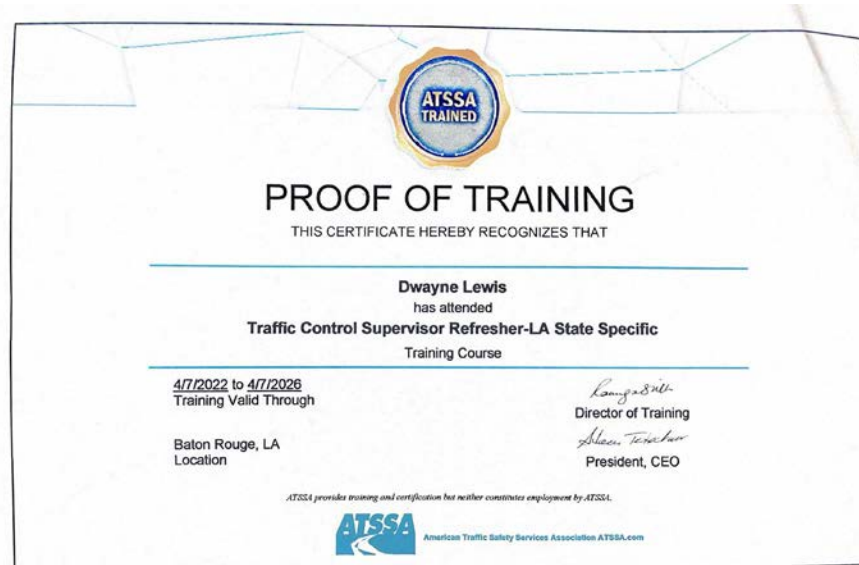 ATSSA
TRAINED
PROOF OF TRAINING
THIS CERTIFICATE HEREBY RECOGNIZES THAT
Dwayne Lewis
has attended
Traffic Control Supervisor Refresher-LA State Specific
Training Course
4/7/2022 to 4/7/2026
Training Valid Through
Director of Training
Baton Rouge, LA
Location
President, CEO
ATSSA provides training and certification but neither constitutes employment by ATSSA.
ATSSA
American Traffic Safety Services Association ATSSA.com